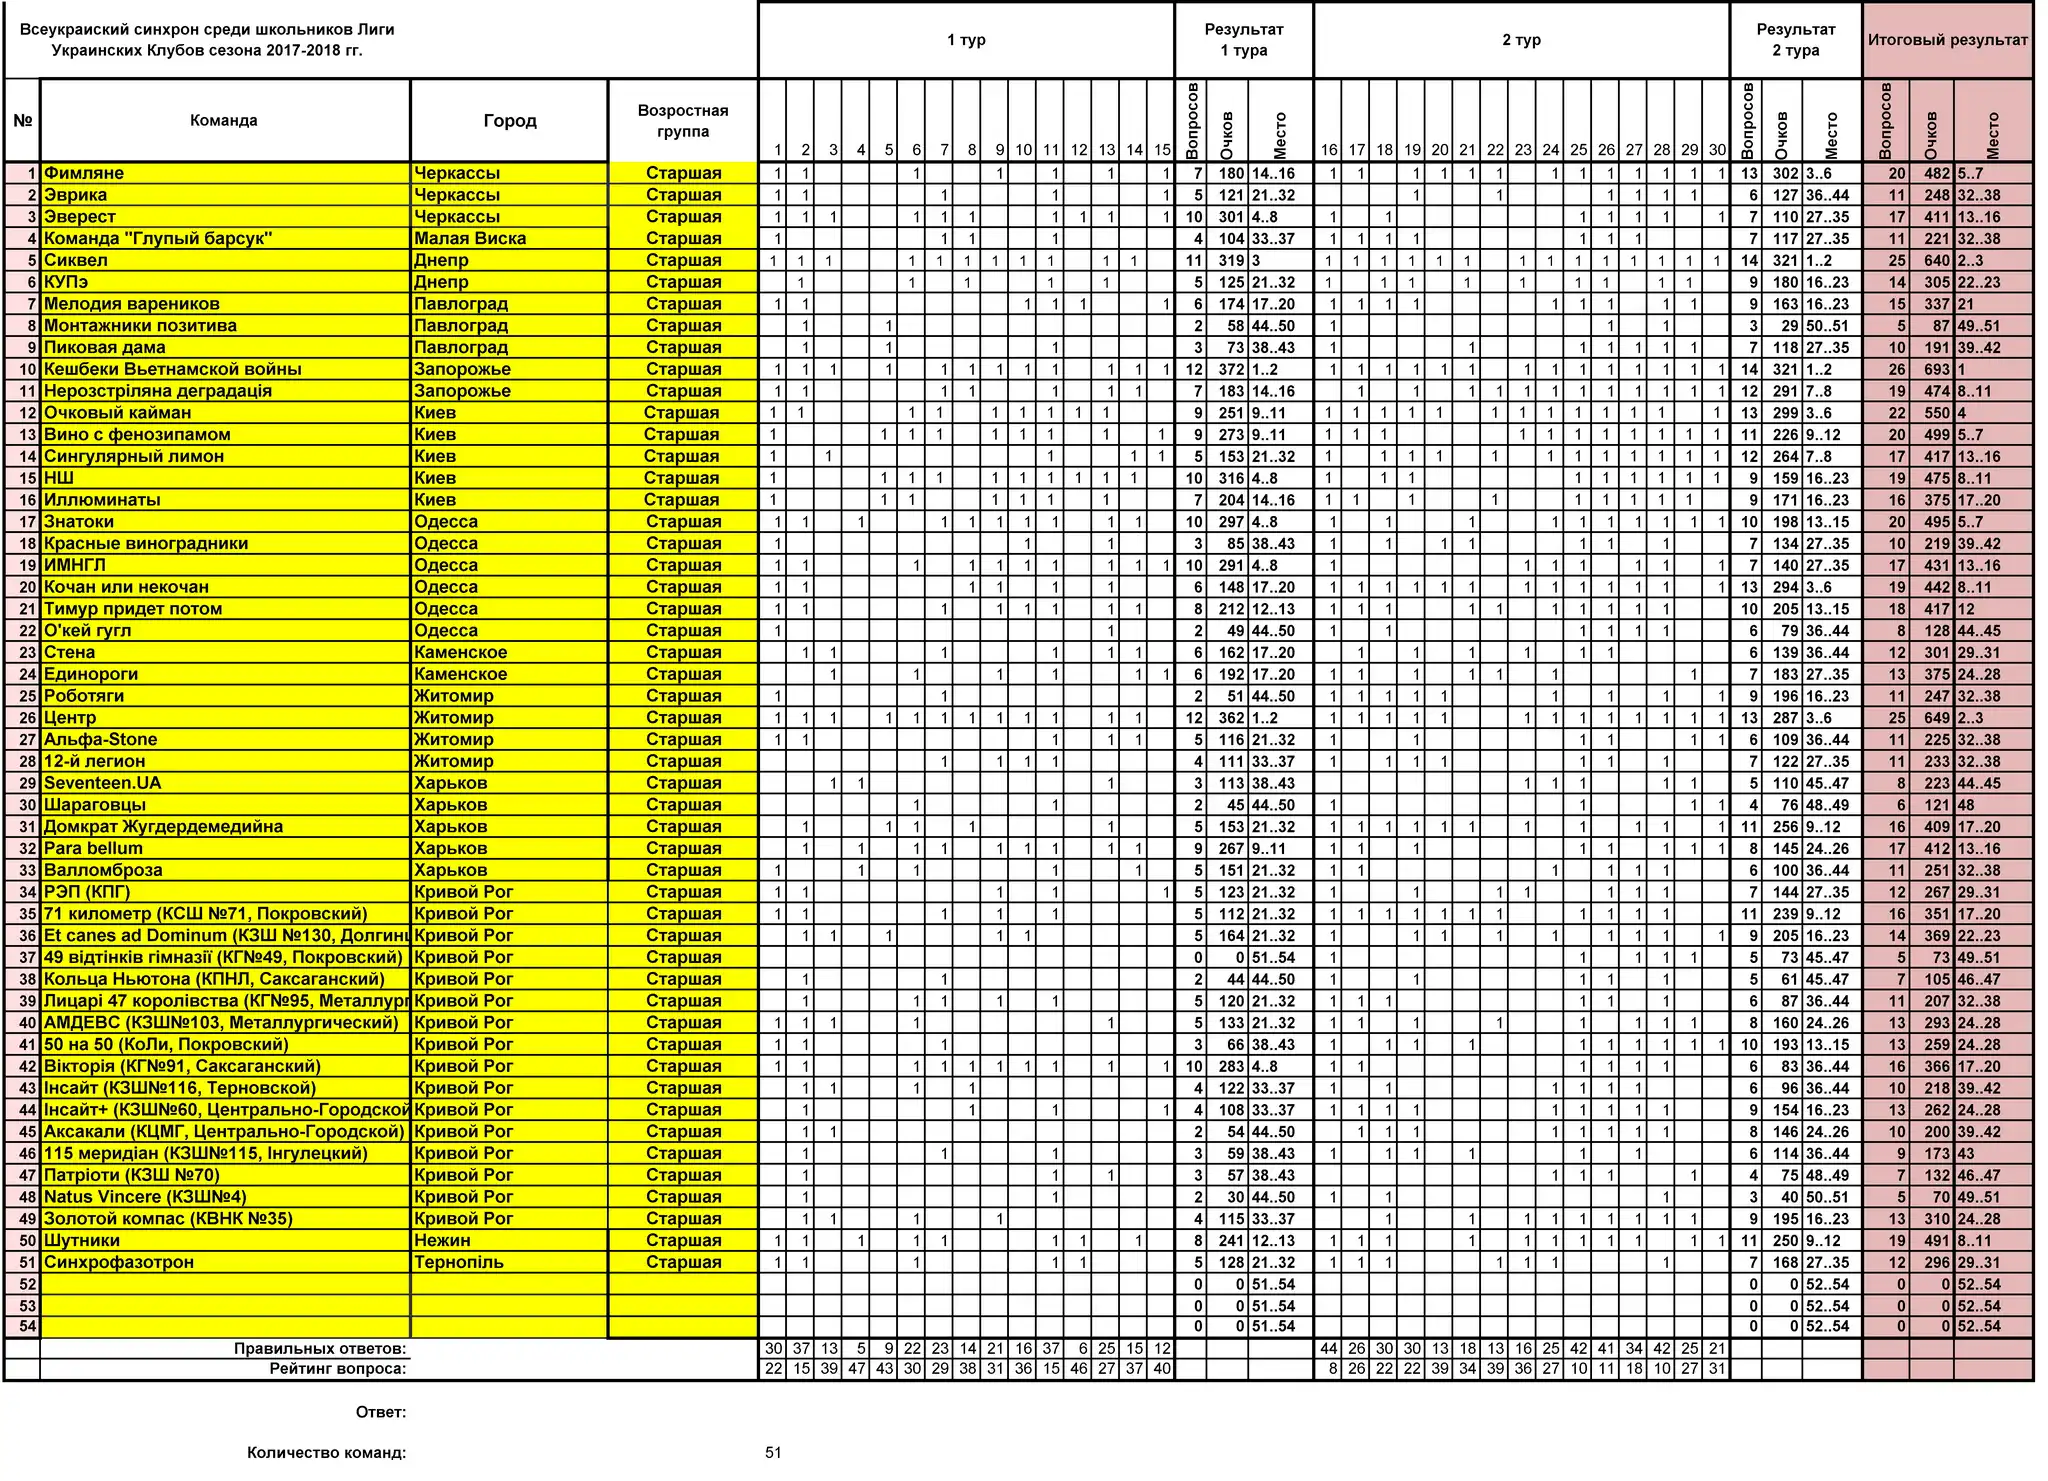 Всеукраиский синхрон среди школьников Лиги
Украинских Клубов сезона 2017-2018 гг.
1 тур
Результат
1 тура
2 тур
Результат
2 тура
Итоговый результат
№ Команда Город Возростная
группа
1 2 3 4 5 6 7 8 9 10 11 12 13 14 15 Вопросов Очков Место 16 17 18 19 20 21 22 23 24 25 26 27 28 29 30 Вопросов Очков Место Вопросов Очков Место
1 Фимляне Черкассы Старшая 1 1 1 1 1 1 1 7 180 14..16 1 1 1 1 1 1 1 1 1 1 1 1 1 13 302 3..6 20 482 5..7
2 Эврика Черкассы Старшая 1 1 1 1 1 5 121 21..32 1 1 1 1 1 1 6 127 36..44 11 248 32..38
3 Эверест Черкассы Старшая 1 1 1 1 1 1 1 1 1 1 10 301 4..8 1 1 1 1 1 1 1 7 110 27..35 17 411 13..16
4 Команда "Глупый барсук" Малая Виска Старшая 1 1 1 1 4 104 33..37 1 1 1 1 1 1 1 7 117 27..35 11 221 32..38
5 Сиквел Днепр Старшая 1 1 1 1 1 1 1 1 1 1 1 11 319 3 1 1 1 1 1 1 1 1 1 1 1 1 1 1 14 321 1..2 25 640 2..3
6 КУПэ Днепр Старшая 1 1 1 1 1 5 125 21..32 1 1 1 1 1 1 1 1 1 9 180 16..23 14 305 22..23
7 Мелодия вареников Павлоград Старшая 1 1 1 1 1 1 6 174 17..20 1 1 1 1 1 1 1 1 1 9 163 16..23 15 337 21
8 Монтажники позитива Павлоград Старшая 1 1 2 58 44..50 1 1 1 3 29 50..51 5 87 49..51
9 Пиковая дама Павлоград Старшая 1 1 1 3 73 38..43 1 1 1 1 1 1 1 7 118 27..35 10 191 39..42
10 Кешбеки Вьетнамской войны Запорожье Старшая 1 1 1 1 1 1 1 1 1 1 1 1 12 372 1..2 1 1 1 1 1 1 1 1 1 1 1 1 1 1 14 321 1..2 26 693 1
11 Нерозстріляна деградація Запорожье Старшая 1 1 1 1 1 1 1 7 183 14..16 1 1 1 1 1 1 1 1 1 1 1 1 12 291 7..8 19 474 8..11
12 Очковый кайман Киев Старшая 1 1 1 1 1 1 1 1 1 9 251 9..11 1 1 1 1 1 1 1 1 1 1 1 1 1 13 299 3..6 22 550 4
13 Вино с фенозипамом Киев Старшая 1 1 1 1 1 1 1 1 1 9 273 9..11 1 1 1 1 1 1 1 1 1 1 1 11 226 9..12 20 499 5..7
14 Сингулярный лимон Киев Старшая 1 1 1 1 1 5 153 21..32 1 1 1 1 1 1 1 1 1 1 1 1 12 264 7..8 17 417 13..16
15 НШ Киев Старшая 1 1 1 1 1 1 1 1 1 1 10 316 4..8 1 1 1 1 1 1 1 1 1 9 159 16..23 19 475 8..11
16 Иллюминаты Киев Старшая 1 1 1 1 1 1 1 7 204 14..16 1 1 1 1 1 1 1 1 1 9 171 16..23 16 375 17..20
17 Знатоки Одесса Старшая 1 1 1 1 1 1 1 1 1 1 10 297 4..8 1 1 1 1 1 1 1 1 1 1 10 198 13..15 20 495 5..7
18 Красные виноградники Одесса Старшая 1 1 1 3 85 38..43 1 1 1 1 1 1 1 7 134 27..35 10 219 39..42
19 ИМНГЛ Одесса Старшая 1 1 1 1 1 1 1 1 1 1 10 291 4..8 1 1 1 1 1 1 1 7 140 27..35 17 431 13..16
20 Кочан или некочан Одесса Старшая 1 1 1 1 1 1 6 148 17..20 1 1 1 1 1 1 1 1 1 1 1 1 1 13 294 3..6 19 442 8..11
21 Тимур придет потом Одесса Старшая 1 1 1 1 1 1 1 1 8 212 12..13 1 1 1 1 1 1 1 1 1 1 10 205 13..15 18 417 12
22 О'кей гугл Одесса Старшая 1 1 2 49 44..50 1 1 1 1 1 1 6 79 36..44 8 128 44..45
23 Стена Каменское Старшая 1 1 1 1 1 1 6 162 17..20 1 1 1 1 1 1 6 139 36..44 12 301 29..31
24 Единороги Каменское Старшая 1 1 1 1 1 1 6 192 17..20 1 1 1 1 1 1 1 7 183 27..35 13 375 24..28
25 Роботяги Житомир Старшая 1 1 2 51 44..50 1 1 1 1 1 1 1 1 1 9 196 16..23 11 247 32..38
26 Центр Житомир Старшая 1 1 1 1 1 1 1 1 1 1 1 1 12 362 1..2 1 1 1 1 1 1 1 1 1 1 1 1 1 13 287 3..6 25 649 2..3
27 Альфа-Stone Житомир Старшая 1 1 1 1 1 5 116 21..32 1 1 1 1 1 1 6 109 36..44 11 225 32..38
28 12-й легион Житомир Старшая 1 1 1 1 4 111 33..37 1 1 1 1 1 1 1 7 122 27..35 11 233 32..38
29 Seventeen.UA Харьков Старшая 1 1 1 3 113 38..43 1 1 1 1 1 5 110 45..47 8 223 44..45
30 Шараговцы Харьков Старшая 1 1 2 45 44..50 1 1 1 1 4 76 48..49 6 121 48
31 Домкрат Жугдердемедийна Харьков Старшая 1 1 1 1 1 5 153 21..32 1 1 1 1 1 1 1 1 1 1 1 11 256 9..12 16 409 17..20
32 Para bellum Харьков Старшая 1 1 1 1 1 1 1 1 1 9 267 9..11 1 1 1 1 1 1 1 1 8 145 24..26 17 412 13..16
33 Валломброза Харьков Старшая 1 1 1 1 1 5 151 21..32 1 1 1 1 1 1 6 100 36..44 11 251 32..38
34 РЭП (КПГ) Кривой Рог Старшая 1 1 1 1 1 5 123 21..32 1 1 1 1 1 1 1 7 144 27..35 12 267 29..31
35 71 километр (КСШ №71, Покровский) Кривой Рог Старшая 1 1 1 1 1 5 112 21..32 1 1 1 1 1 1 1 1 1 1 1 11 239 9..12 16 351 17..20
36 Et canes ad Dominum (КЗШ №130, Долгинц Кривой Рог Старшая 1 1 1 1 1 5 164 21..32 1 1 1 1 1 1 1 1 1 9 205 16..23 14 369 22..23
37 49 відтінків гімназії (КГ№49, Покровский) Кривой Рог Старшая 0 0 51..54 1 1 1 1 1 5 73 45..47 5 73 49..51
38 Кольца Ньютона (КПНЛ, Саксаганский) Кривой Рог Старшая 1 1 2 44 44..50 1 1 1 1 1 5 61 45..47 7 105 46..47
39 Лицарі 47 королівства (КГ№95, Металлург Кривой Рог Старшая 1 1 1 1 1 5 120 21..32 1 1 1 1 1 1 6 87 36..44 11 207 32..38
40 АМДЕВС (КЗШ№103, Металлургический) Кривой Рог Старшая 1 1 1 1 1 5 133 21..32 1 1 1 1 1 1 1 1 8 160 24..26 13 293 24..28
41 50 на 50 (КоЛи, Покровский) Кривой Рог Старшая 1 1 1 3 66 38..43 1 1 1 1 1 1 1 1 1 1 10 193 13..15 13 259 24..28
42 Вікторія (КГ№91, Саксаганский) Кривой Рог Старшая 1 1 1 1 1 1 1 1 1 1 10 283 4..8 1 1 1 1 1 1 6 83 36..44 16 366 17..20
43 Інсайт (КЗШ№116, Терновской) Кривой Рог Старшая 1 1 1 1 4 122 33..37 1 1 1 1 1 1 6 96 36..44 10 218 39..42
44 Інсайт+ (КЗШ№60, Центрально-Городской Кривой Рог Старшая 1 1 1 1 4 108 33..37 1 1 1 1 1 1 1 1 1 9 154 16..23 13 262 24..28
45 Аксакали (КЦМГ, Центрально-Городской) Кривой Рог Старшая 1 1 2 54 44..50 1 1 1 1 1 1 1 1 8 146 24..26 10 200 39..42
46 115 меридіан (КЗШ№115, Інгулецкий) Кривой Рог Старшая 1 1 1 3 59 38..43 1 1 1 1 1 1 6 114 36..44 9 173 43
47 Патріоти (КЗШ №70) Кривой Рог Старшая 1 1 1 3 57 38..43 1 1 1 1 4 75 48..49 7 132 46..47
48 Natus Vincere (КЗШ№4) Кривой Рог Старшая 1 1 2 30 44..50 1 1 1 3 40 50..51 5 70 49..51
49 Золотой компас (КВНК №35) Кривой Рог Старшая 1 1 1 1 4 115 33..37 1 1 1 1 1 1 1 1 1 9 195 16..23 13 310 24..28
50 Шутники Нежин Старшая 1 1 1 1 1 1 1 1 8 241 12..13 1 1 1 1 1 1 1 1 1 1 1 11 250 9..12 19 491 8..11
51 Синхрофазотрон Тернопіль Старшая 1 1 1 1 1 5 128 21..32 1 1 1 1 1 1 1 7 168 27..35 12 296 29..31
52 0 0 51..54 0 0 52..54 0 0 52..54
53 0 0 51..54 0 0 52..54 0 0 52..54
54 0 0 51..54 0 0 52..54 0 0 52..54
Правильных ответов: 30 37 13 5 9 22 23 14 21 16 37 6 25 15 12 44 26 30 30 13 18 13 16 25 42 41 34 42 25 21
Рейтинг вопроса: 22 15 39 47 43 30 29 38 31 36 15 46 27 37 40 8 26 22 22 39 34 39 36 27 10 11 18 10 27 31
Ответ:
Количество команд: 51